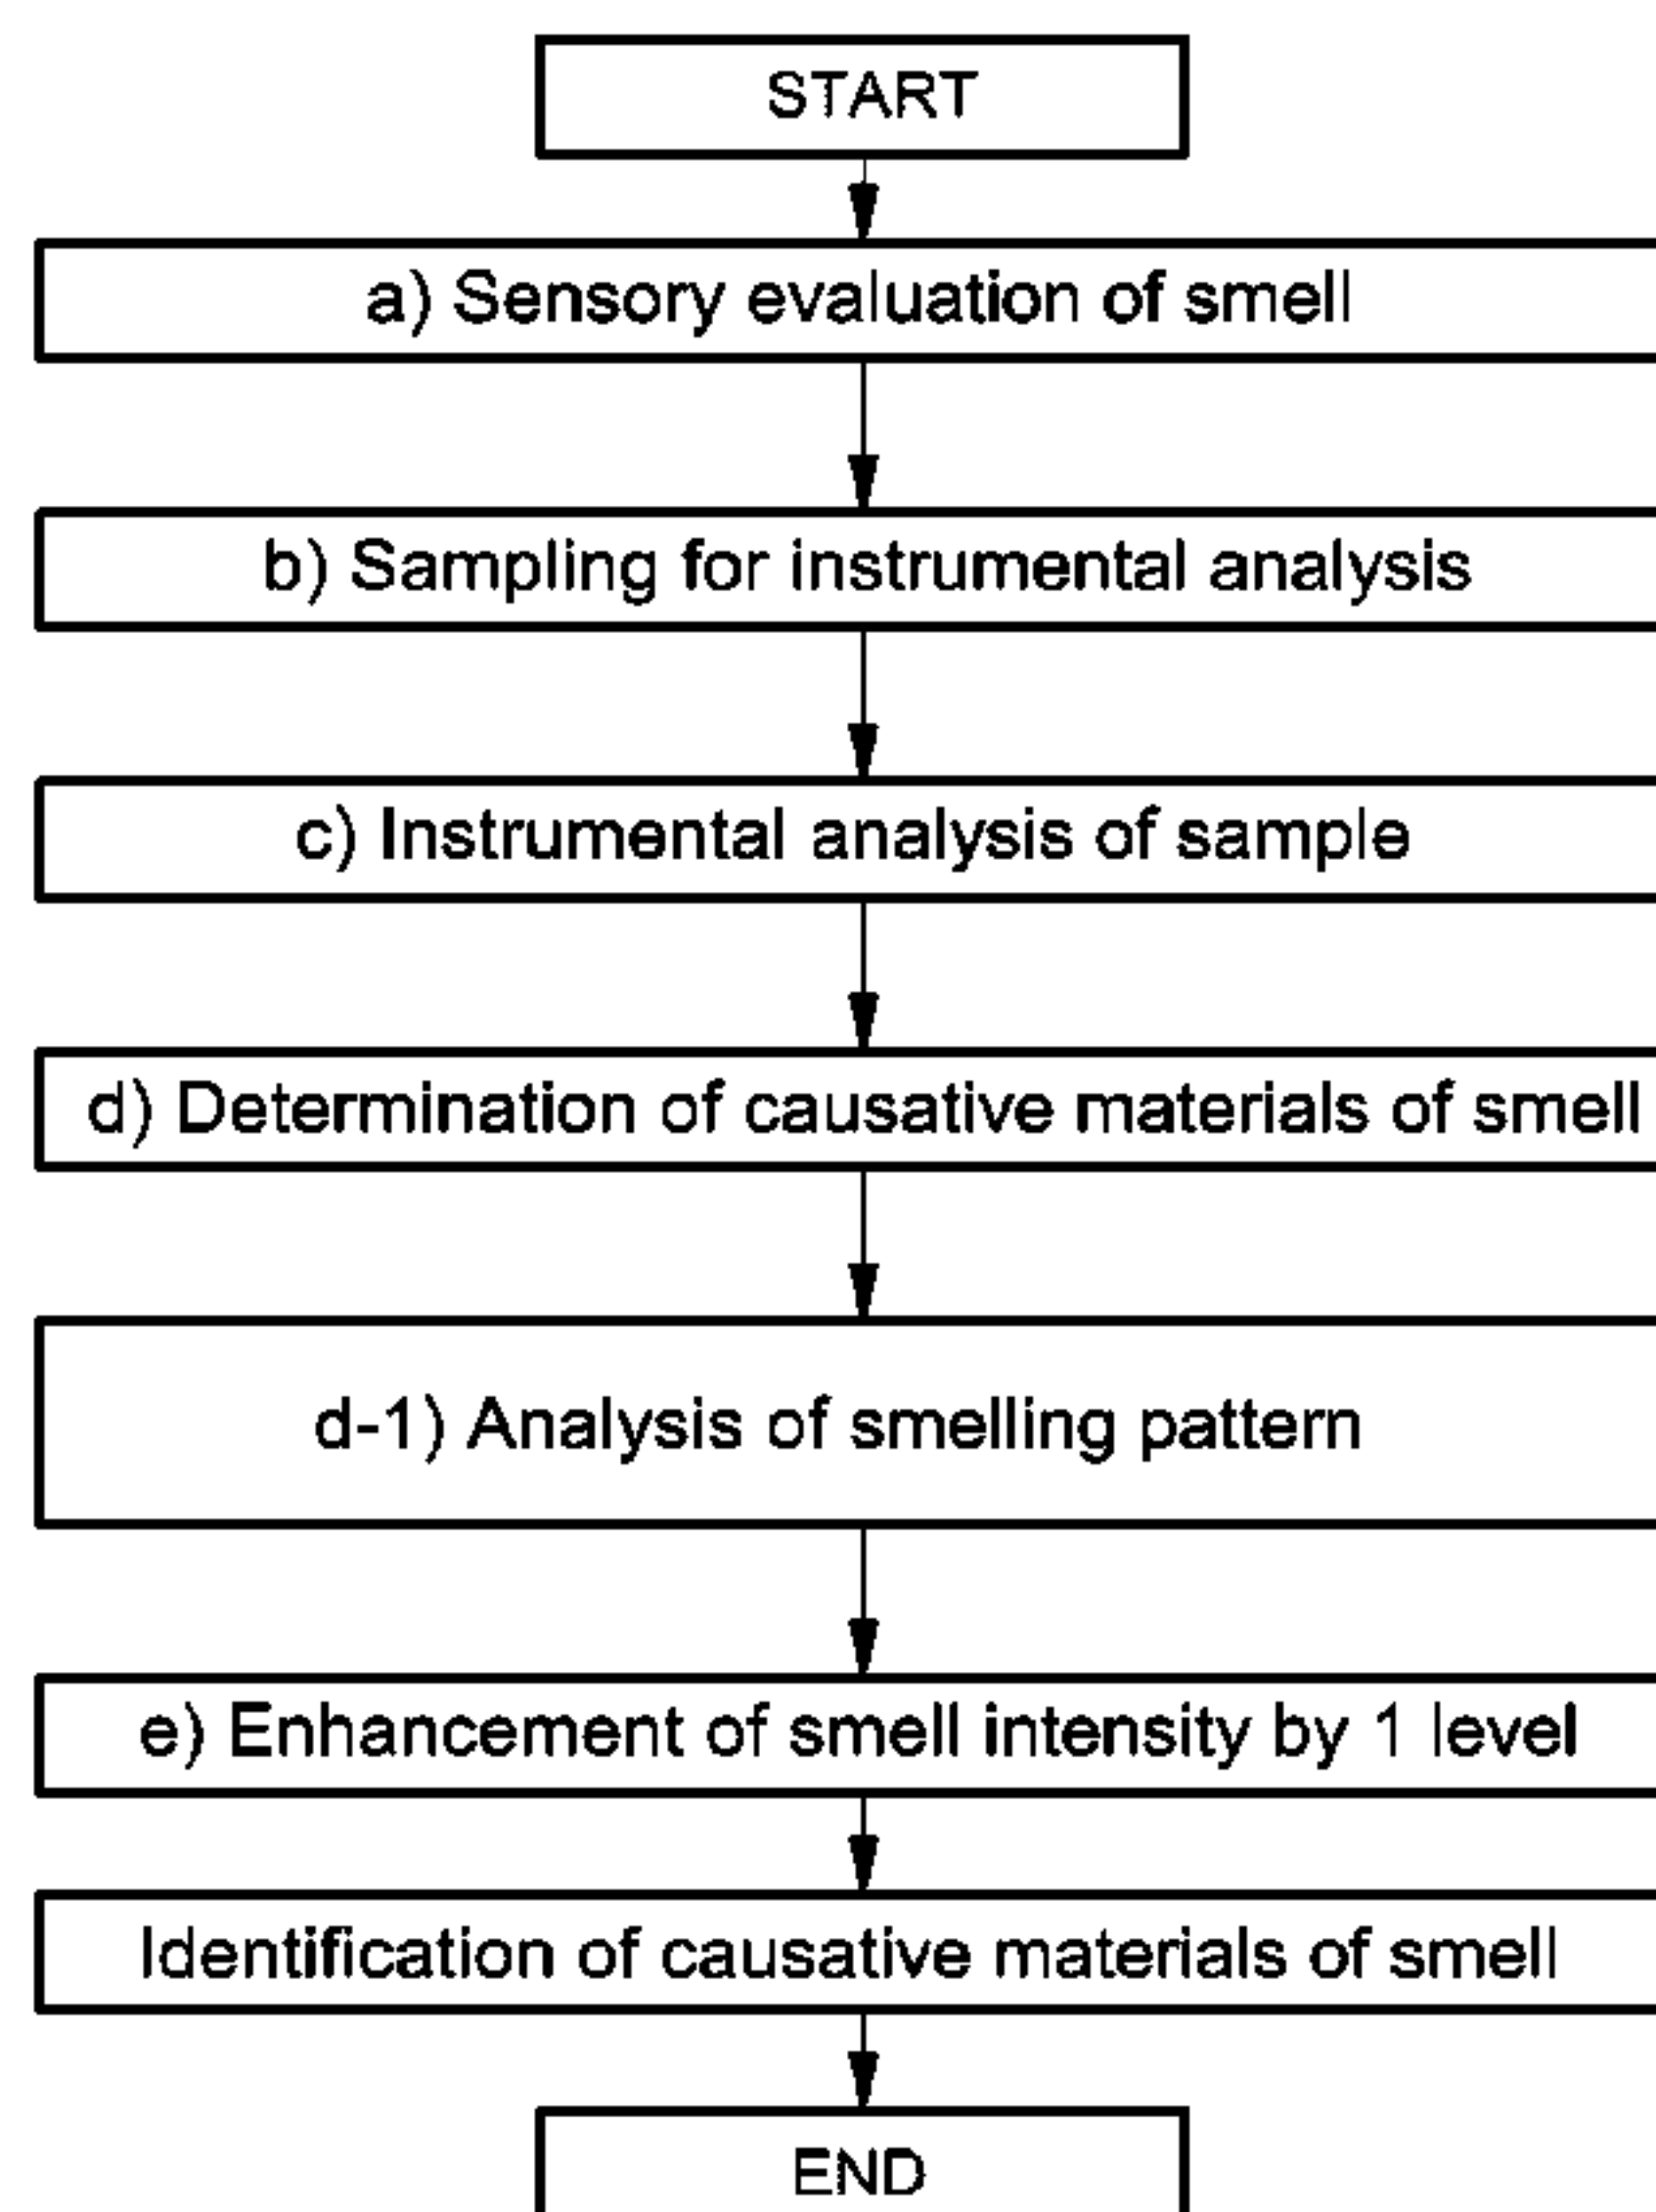 START
a) Sensory evaluation of smell
b) Sampling for instrumental analysis
c) Instrumental analysis of sample
d) Determination of causative materials of smell
d-1) Analysis of smelling pattern
e) Enhancement of smell intensity by 1 level
Identification of causative materials of smell
END